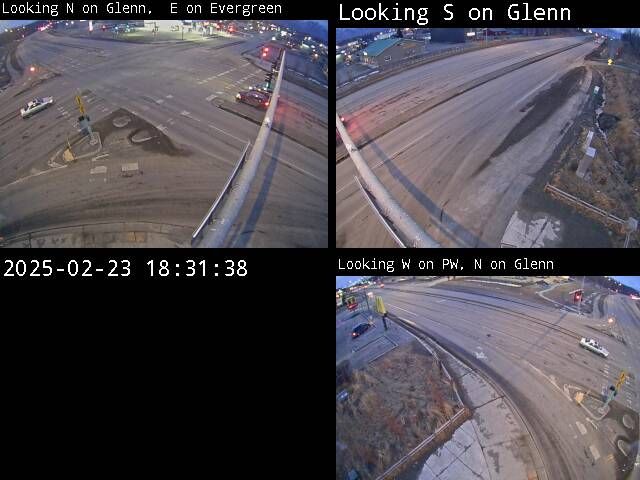 Looking N on Glenn,  E on Evergreen
Looking S on Glenn
2025-02-23 18:31:38
Looking W on PW, N on Glenn